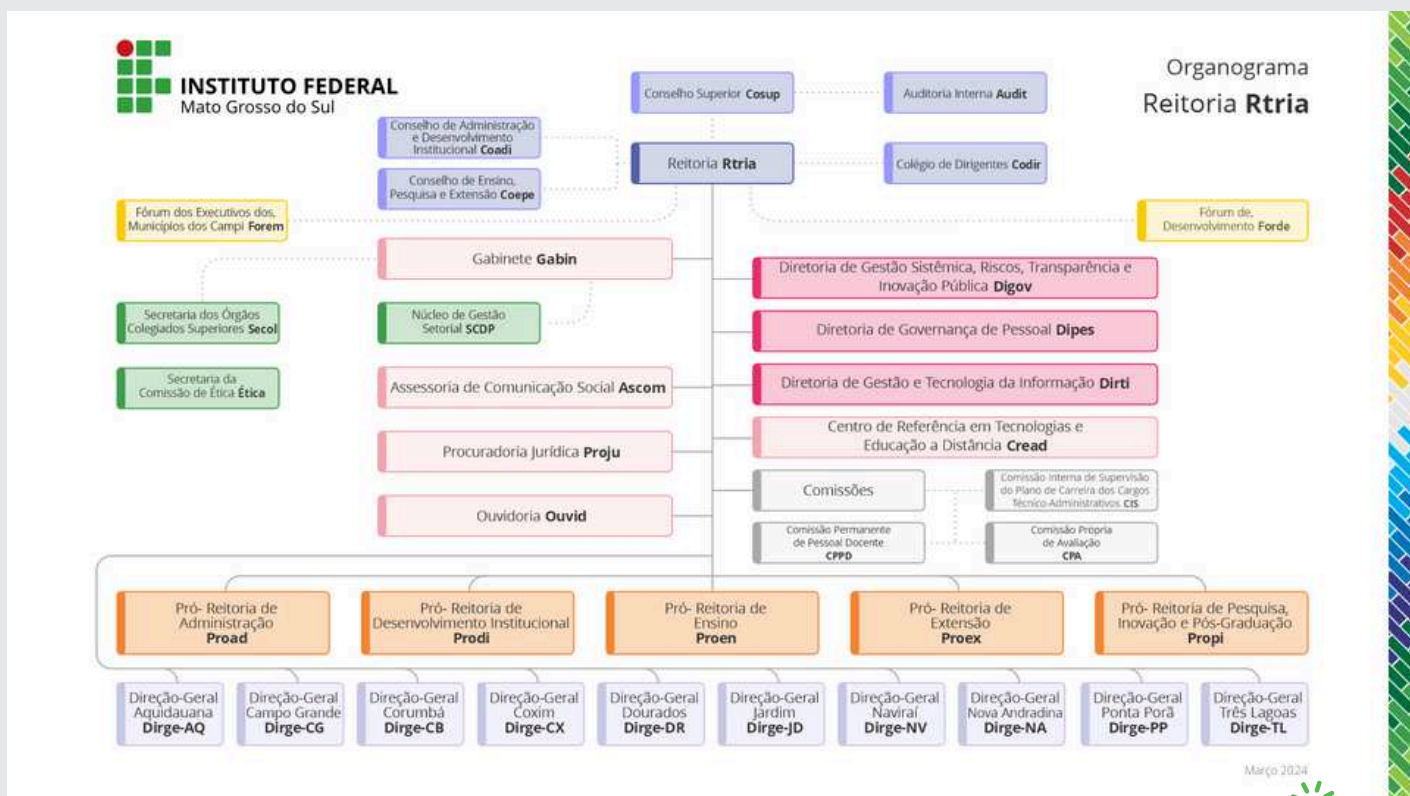 INSTITUTO FEDERAL
Mato Grosso do Sul
Organograma
Reitoria Rtria
Conselho Superior Cosup
Auditoria Interna Audit
Conselho de Administração
e Desenvolvimento
Institucional Coadi
Reitoria Rtria
Colégio de Dirigentes Codir
Conselho de Ensino,
Pesquisa e Extensão Coepe
Fórum dos Executivos dos,
Municípios dos Campi Forem
Fórum de,
Desenvolvimento Forde
Gabinete Gabin
Diretoria de Gestão Sistêmica, Riscos, Transparência e
Inovação Pública Digov
Secretaria dos Órgãos
Colegiados Superiores Secol
Núcleo de Gestão
Setorial SCDP
Diretoria de Governança de Pessoal Dipes
Secretaria da
Comissão de Ética Ética
Assessoria de Comunicação Social Ascom
Diretoria de Gestão e Tecnologia da Informação Dirti
Centro de Referência em Tecnologias e
Educação a Distância Cread
Procuradoria Jurídica Proju
Comissões
Comissão Interna de Supervisão
do Plano de Carreira dos Cargos
Técnico-Administrativos CIS
Ouvidoria Ouvid
Comissão Permanente
de Pessoal Docente
CPPD
Comissão Própria
de Avaliação
CPA
Pró- Reitoria de
Administração
Proad
Pró- Reitoria de
Desenvolvimento Institucional
Prodi
Pró- Reitoria de
Ensino
Proen
Pró- Reitoria de
Extensão
Proex
Pró- Reitoria de Pesquisa,
Inovação e Pós-Graduação
Propi
Direção-Geral
Aquidauana
Dirge-AQ
Direção-Geral
Campo Grande
Dirge-CG
Direção-Geral
Corumbá
Dirge-CB
Direção-Geral
Coxim
Dirge-CX
Direção-Geral
Dourados
Dirge-DR
Direção-Geral
Jardim
Dirge-JD
Direção-Geral
Naviraí
Dirge-NV
Direção-Geral
Nova Andradina
Dirge-NA
Direção-Geral
Ponta Porã
Dirge-PP
Direção-Geral
Três Lagoas
Dirge-TL
Março 2024